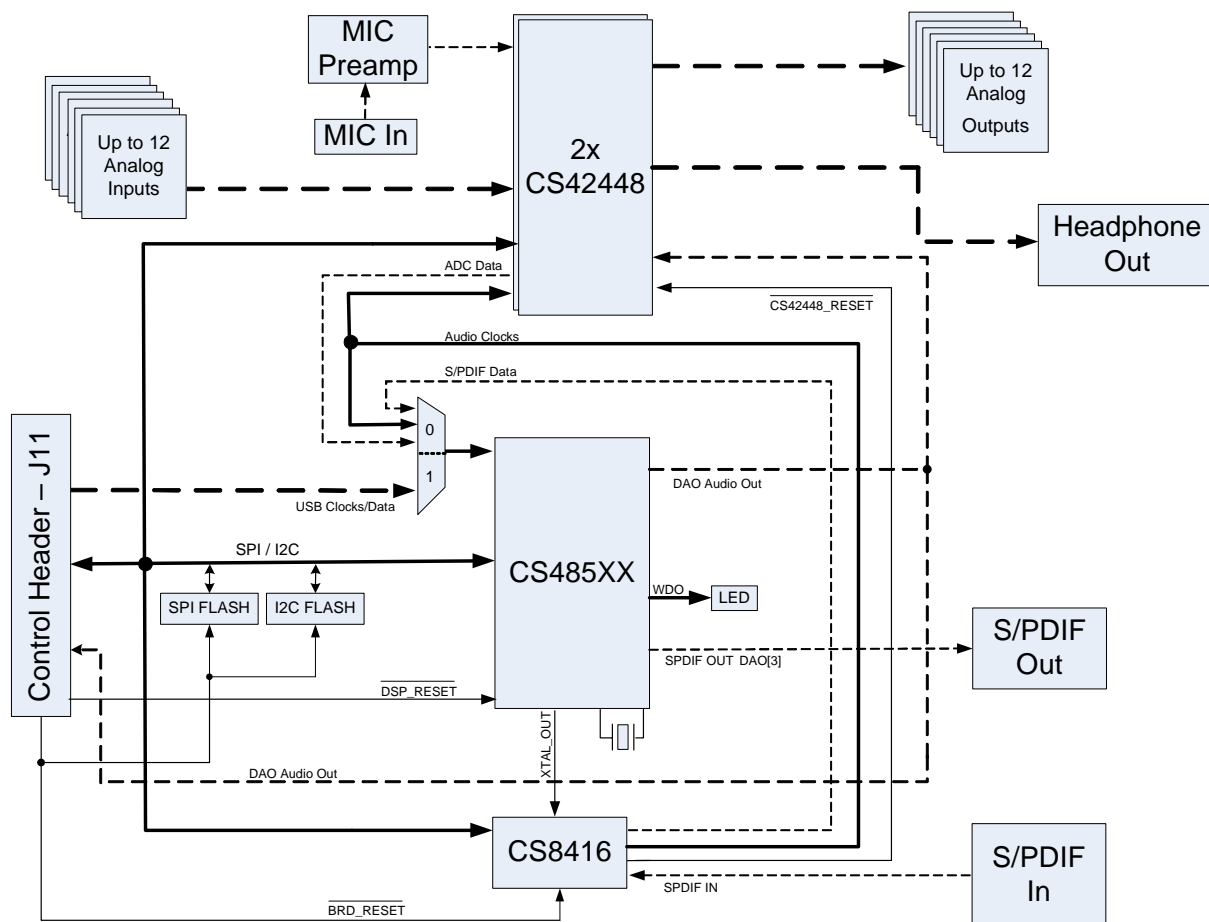 MIC
Preamp
MIC In
Up to 12
Analog
Inputs
2x
CS42448
Up to 12
Analog
Outputs
Headphone
Out
ADC Data
CS42448_RESET
Audio Clocks
S/PDIF Data
0
1
Control Header – J11
USB Clocks/Data
DAO Audio Out
SPI / I2C
CS485XX
SPI FLASH
I2C FLASH
WDO
LED
S/PDIF
Out
SPDIF OUT DAO[3]
DSP_RESET
XTAL_OUT
DAO Audio Out
CS8416
S/PDIF
In
SPDIF IN
BRD_RESET